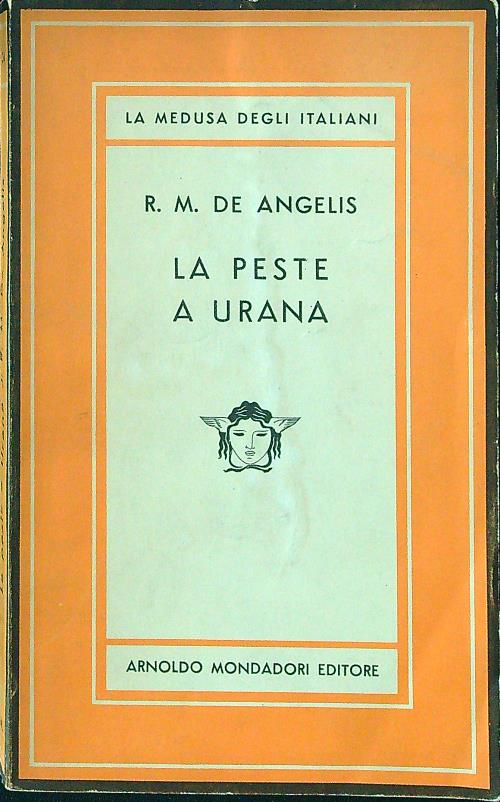 LA MEDUSA DEGLI ITALIANI
R. M. DE ANGELIS
LA PESTE
A URANA
ARNOLDO MONDADORI EDITORE